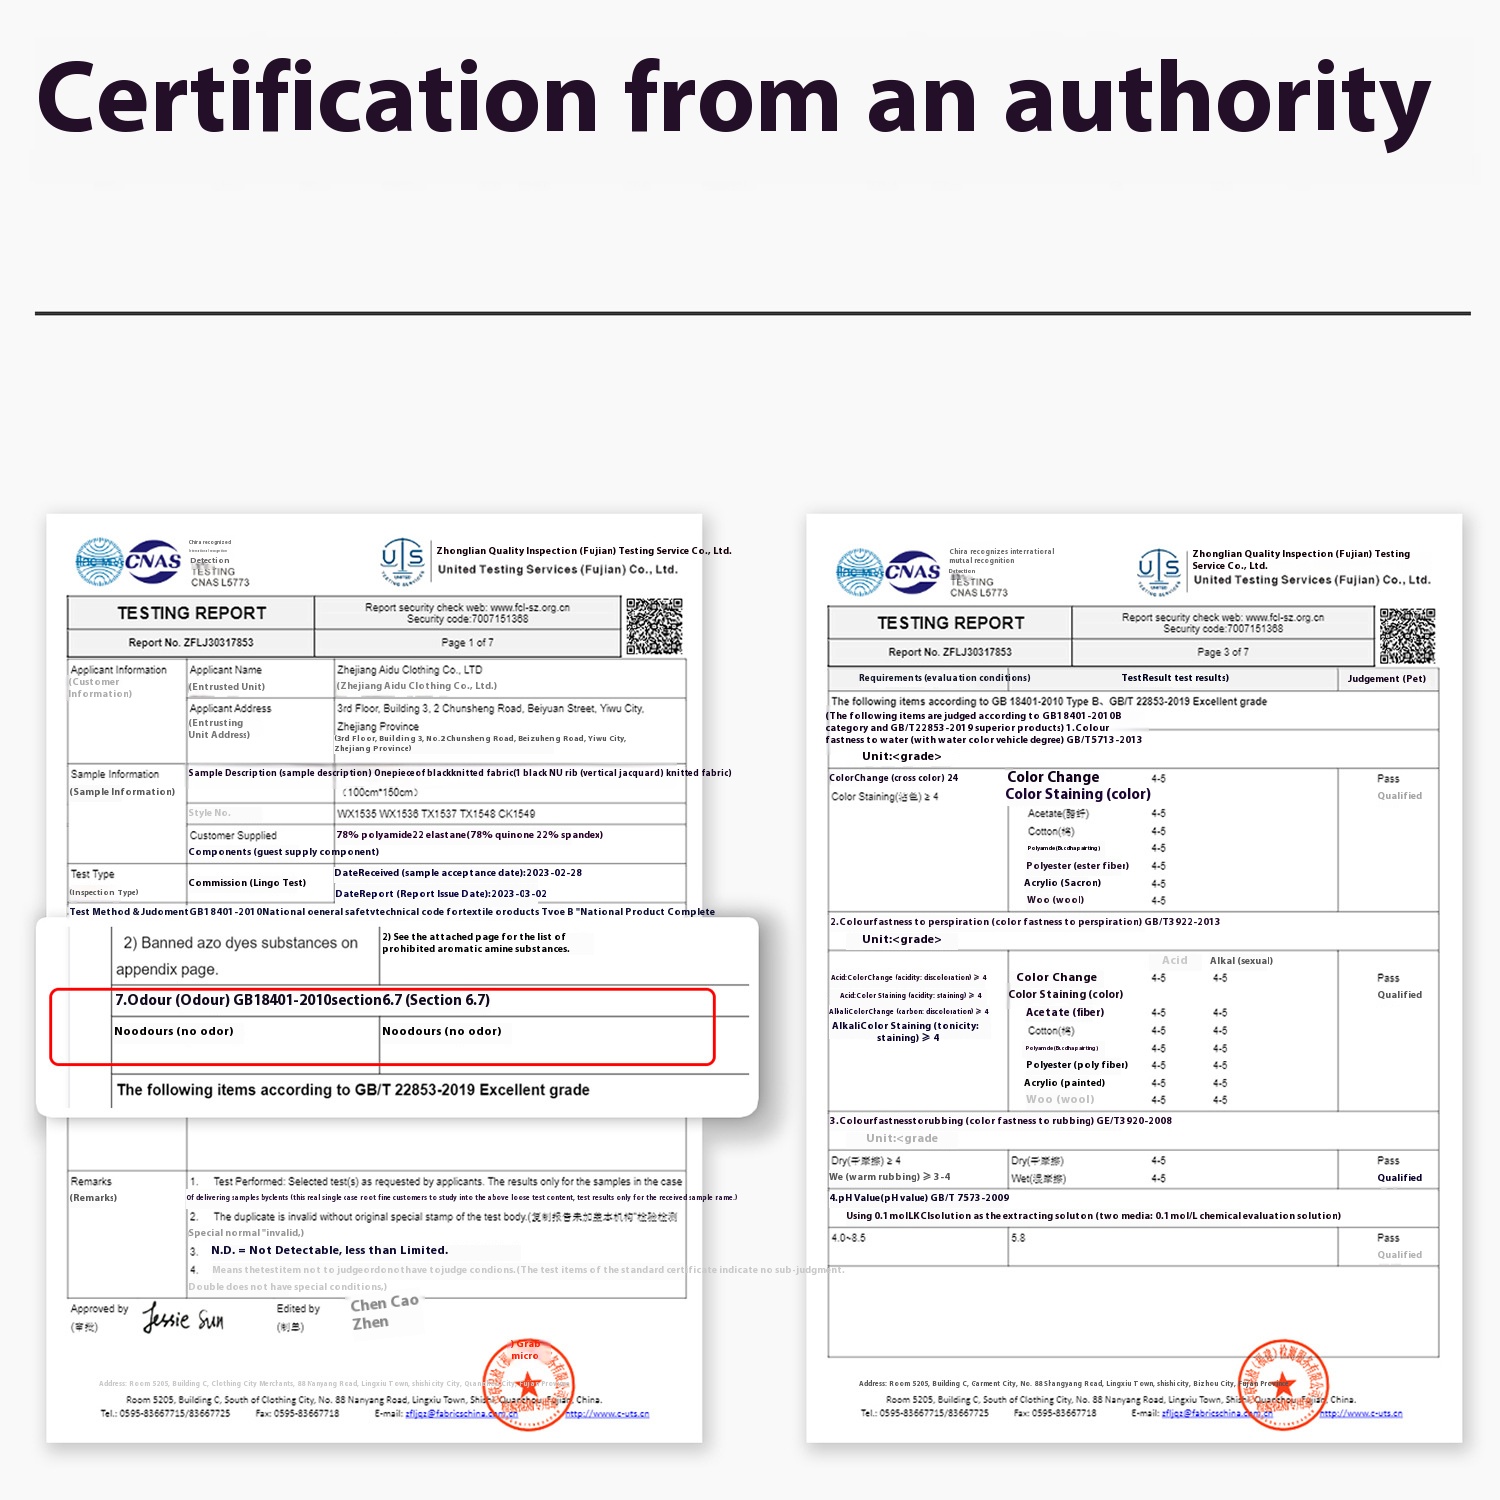 Certification from an authority
CNAS
China recognized
Detection
TESTING
CNAS L5773
UTS
UNITED
Zhonglian Quality Inspection (Fujian) Testing Service Co., Ltd.
United Testing Services (Fujian) Co., Ltd.
TESTING REPORT
Report security check web: www.fcl-sz.org.cn
Security code:7007151368
Report No. ZFLJ30317853
Page 1 of 7
Applicant Information
(Customer
Information)
Applicant Name
(Entrusted Unit)
Zhejiang Aidu Clothing Co., LTD
(Zhejiang Aidu Clothing Co., Ltd.)
Applicant Address
(Entrusting
Unit Address)
3rd Floor, Building 3, 2 Chunsheng Road, Beiyuan Street, Yiwu City,
Zhejiang Province
(3rd Floor, Building 3, No.2Chunsheng Road, Beizuheng Road, Yiwu City,
Zhejiang Province)
Sample Information
(Sample Information)
Sample Description (sample description) Onepieceof blackknitted fabric(1 black NU rib (vertical jacquard) knitted fabric)
(100cm*150cm)
Style No.
WX1535 WX1536 TX1537 TX1548 CK1549
Customer Supplied
Components (guest supply component)
78% polyamide22 elastane(78% quinone 22% spandex)
Test Type
(Inspection Type)
Commission (Lingo Test)
DateReceived (sample acceptance date):2023-02-28
DateReport (Report Issue Date):2023-03-02
Test Method & JudomentGB18401-2010National oeneral safetvtechnical code fortextile oroducts Tvoe B "National Product Complete
2) Banned azo dyes substances on
appendix page.
2) See the attached page for the list of
prohibited aromatic amine substances.
7.Odour (Odour) GB18401-2010section6.7 (Section 6.7)
Noodours (no odor)
Noodours (no odor)
The following items according to GB/T 22853-2019 Excellent grade
Remarks
(Remarks)
1. Test Performed: Selected test(s) as requested by applicants. The results only for the samples in the case
Of delivering samples byclents (this real single case root fine customers to study into the above loose test content, test results only for the received sample rame.)
2. The duplicate is invalid without original special stamp of the test body.(复制报告未加盖本机构"检验检测
Special normal "invalid,)
3. N.D. = Not Detectable, less than Limited.
4. Means thetestitem not to judgeordonothave tojudge condions.(The test items of the standard certificate indicate no sub-judgment.
Double does not have special conditions,)
Approved by
(审批)
Jessie Sun
Edited by
(制单)
Chen Cao
Zhen
) Grab
micro
Address: Room 5205, Building C, Clothing City Merchants, 88 Nanyang Road, Lingxiu Town, shishi city City, Quanzhou City, Fujian Province
Room 5205, Building C, South of Clothing City, No. 88 Nanyang Road, Lingxiu Town, Shishi, Quanzhou, Fujian, China.
Tel.: 0595-83667715/83667725 Fax: 0595-83667718 E-mail: zfljqz@fabricschina.com.cn http://www.c-uts.cn
CNAS
China recognizes interrational
mutual recognition
Detection
TESTING
CNAS L5773
UTS
UNITED
Zhonglian Quality Inspection (Fujian) Testing
Service Co., Ltd.
United Testing Services (Fujian) Co., Ltd.
TESTING REPORT
Report security check web: www.fcl-sz.org.cn
Security code:7007151368
Report No. ZFLJ30317853
Page 3 of 7
Requirements (evaluation conditions)
TestResult test results)
Judgement (Pet)
The following items according to GB 18401-2010 Type B、GB/T 22853-2019 Excellent grade
(The following items are judged according to GB18401-2010B
category and GB/T22853-2019 superior products) 1.Colour
fastness to water (with water color vehicle degree) GB/T5713-2013
Unit:<grade>
ColorChange (cross color) 24
Color Change
4-5
Pass
Color Staining(沾色) ≥ 4
Color Staining (color)
Qualified
Acetate(醋纤) 4-5
Cotton(棉) 4-5
Polyamide(Buddha pairting) 4-5
Polyester (ester fiber) 4-5
Acrylio (Sacron) 4-5
Woo (wool) 4-5
2.Colourfastness to perspiration (color fastness to perspiration) GB/T3922-2013
Unit:<grade>
Acid
Alkal (sexual)
Acid:ColorChange (acidity: discoloration) ⩾ 4
Color Change 4-5 4-5
Pass
Acid:Color Staining (acidity: staining) ⩾ 4
Color Staining (color)
Qualified
AlkaliColorChange (carbon: discoloration) ⩾ 4
Acetate (fiber) 4-5 4-5
AlkaliColor Staining (tonicity:
staining) ⩾ 4
Cotton(棉) 4-5 4-5
Polyamide(Buddha pairting) 4-5 4-5
Polyester (poly fiber) 4-5 4-5
Acrylio (painted) 4-5 4-5
Woo (wool) 4-5 4-5
3.Colourfastnesstorubbing (color fastness to rubbing) GE/T3920-2008
Unit:<grade
Dry(干摩擦) ≥ 4
Dry(干摩擦) 4-5
Pass
We (warm rubbing) ⩾ 3-4
Wet(湿摩擦) 4-5
Qualified
4.pH Value(pH value) GB/T 7573-2009
Using 0.1molLKClsolution as theextracting soluton (two media: 0.1mol/L chemical evaluation solution)
4.0~8.5
5.8
Pass
Qualified
Address: Room 5205, Building C, Carment City, No. 88 Shangyang Road, Lingxiu Town, shishi city, Bizhou City, Fujian Province
Room 5205, Building C, South of Clothing City, No. 88 Nanyang Road, Lingxiu Town, Shishi, Quanzhou, Fujian, China.
Tel.: 0595-83667715/83667725 Fax: 0595-83667718 E-mail: zfljqz@fabricschina.com.cn http://www.c-uts.cn